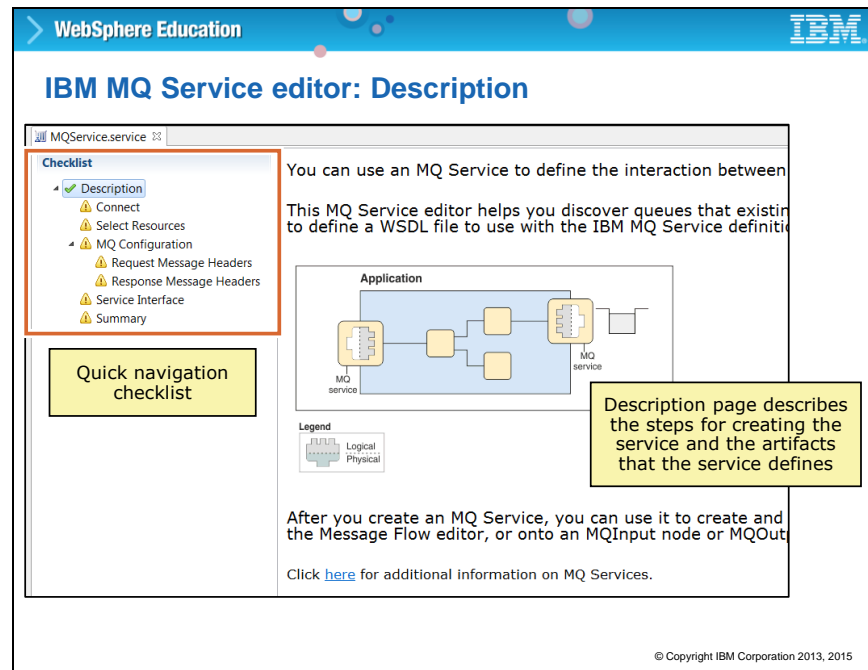 WebSphere Education
IBM
IBM MQ Service editor: Description
MQService.service
Checklist
Description
Connect
Select Resources
MQ Configuration
Request Message Headers
Response Message Headers
Service Interface
Summary
Quick navigation
checklist
You can use an MQ Service to define the interaction between
This MQ Service editor helps you discover queues that existin
to define a WSDL file to use with the IBM MQ Service definitio
Application
MQ
service
MQ
service
Legend
Logical
Physical
Description page describes
the steps for creating the
service and the artifacts
that the service defines
After you create an MQ Service, you can use it to create and
the Message Flow editor, or onto an MQInput node or MQOutp
Click here for additional information on MQ Services.
© Copyright IBM Corporation 2013, 2015